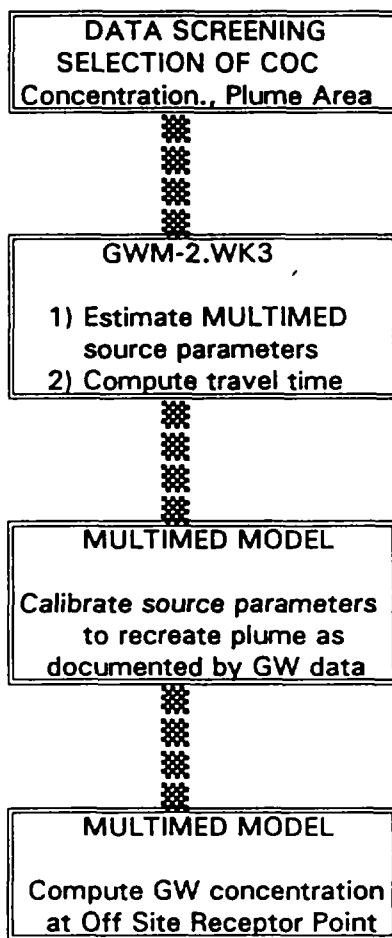 DATA SCREENING
SELECTION OF COC
Concentration., Plume Area
GWM-2.WK3
1) Estimate MULTIMED
source parameters
2) Compute travel time
MULTIMED MODEL
Calibrate source parameters
to recreate plume as
documented by GW data
MULTIMED MODEL
Compute GW concentration
at Off Site Receptor Point